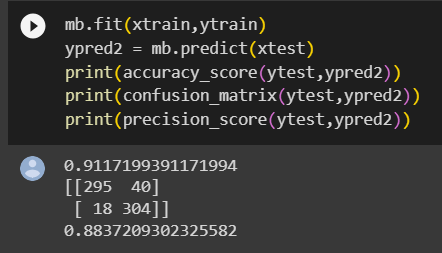 mb.fit(xtrain,ytrain)
ypred2 = mb.predict(xtest)
print(accuracy_score(ytest,ypred2))
print(confusion_matrix(ytest,ypred2))
print(precision_score(ytest,ypred2))
0.9117199391171994
[[295  40]
 [ 18 304]]
0.8837209302325582